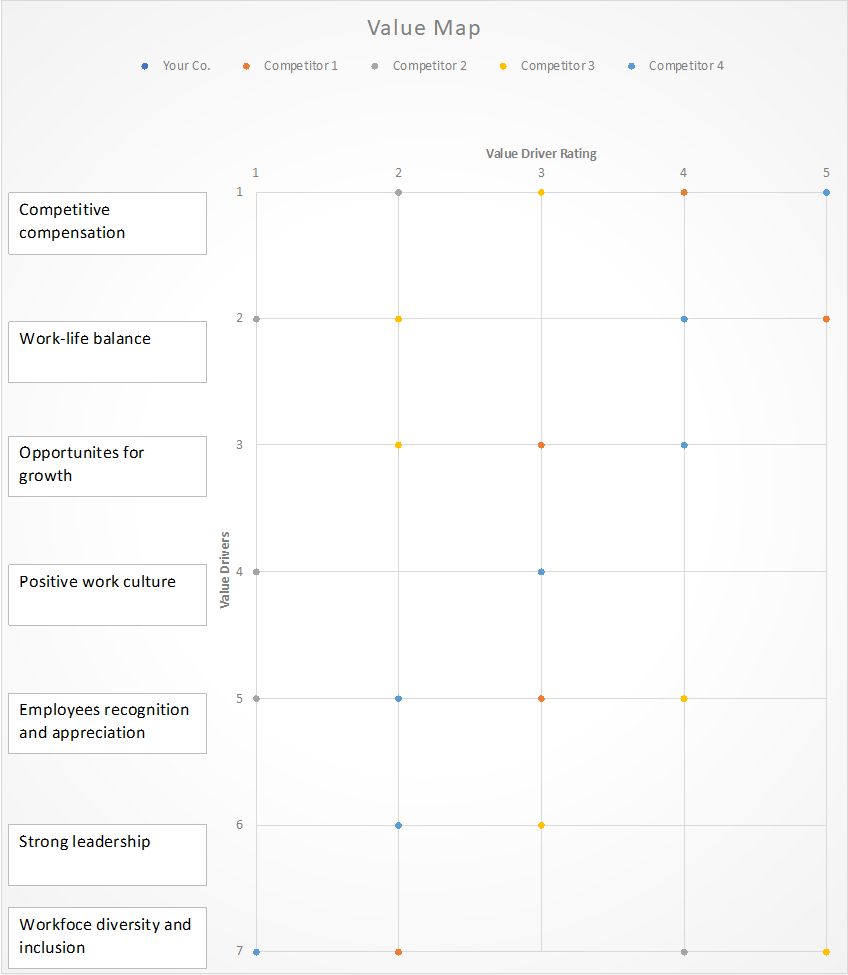 Value Map
Your Co. Competitor 1 Competitor 2 Competitor 3 Competitor 4
Value Driver Rating
1 2 3 4 5
1
Competitive
compensation
2
Work-life balance
3
Opportunites for
growth
Value Drivers
4
Positive work culture
5
Employees recognition
and appreciation
6
Strong leadership
Workfoce diversity and
inclusion
7